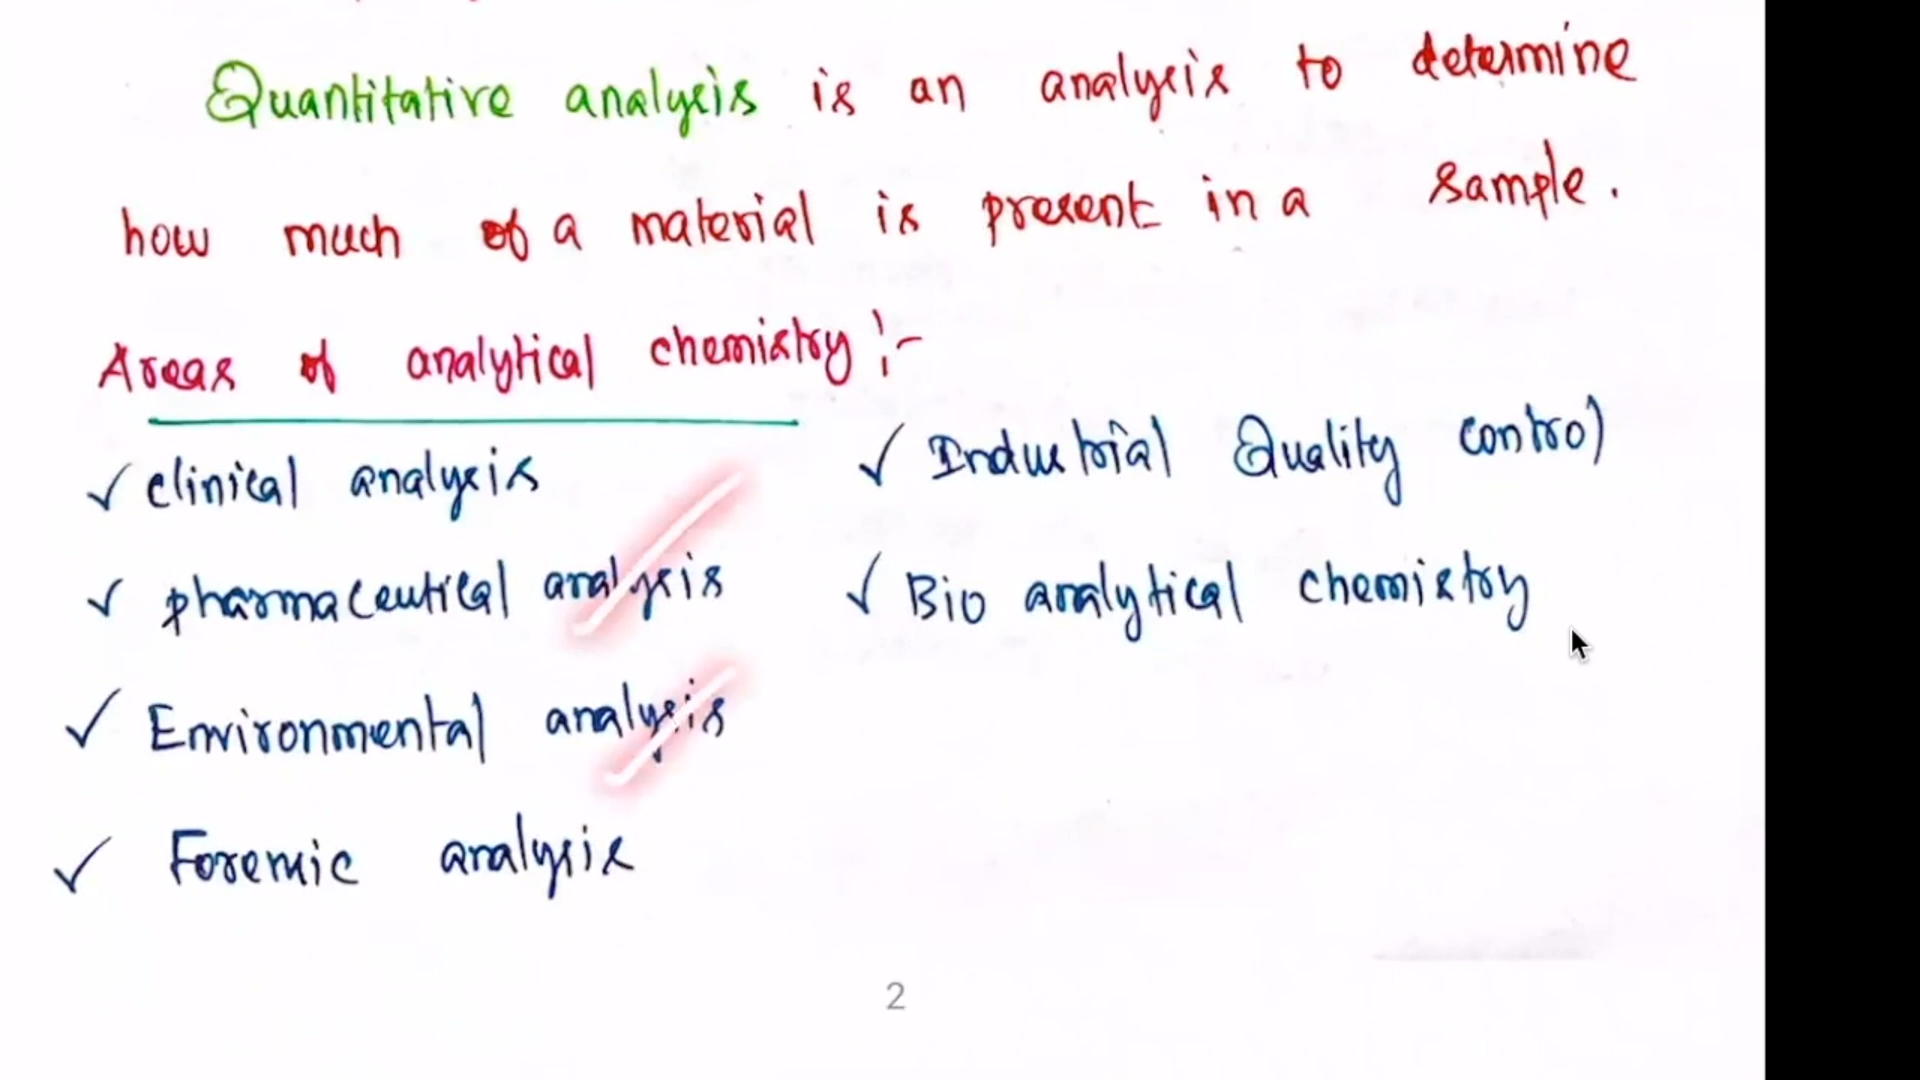 Quantitative analysis is an analysis to determine
how much of a material is present in a sample.
Areas of analytical chemistry :-
✓ clinical analysis
✓ pharmaceutical analysis
✓ Environmental analysis
✓ Forensic analysis
✓ Industrial Quality control
✓ Bio analytical chemistry
2